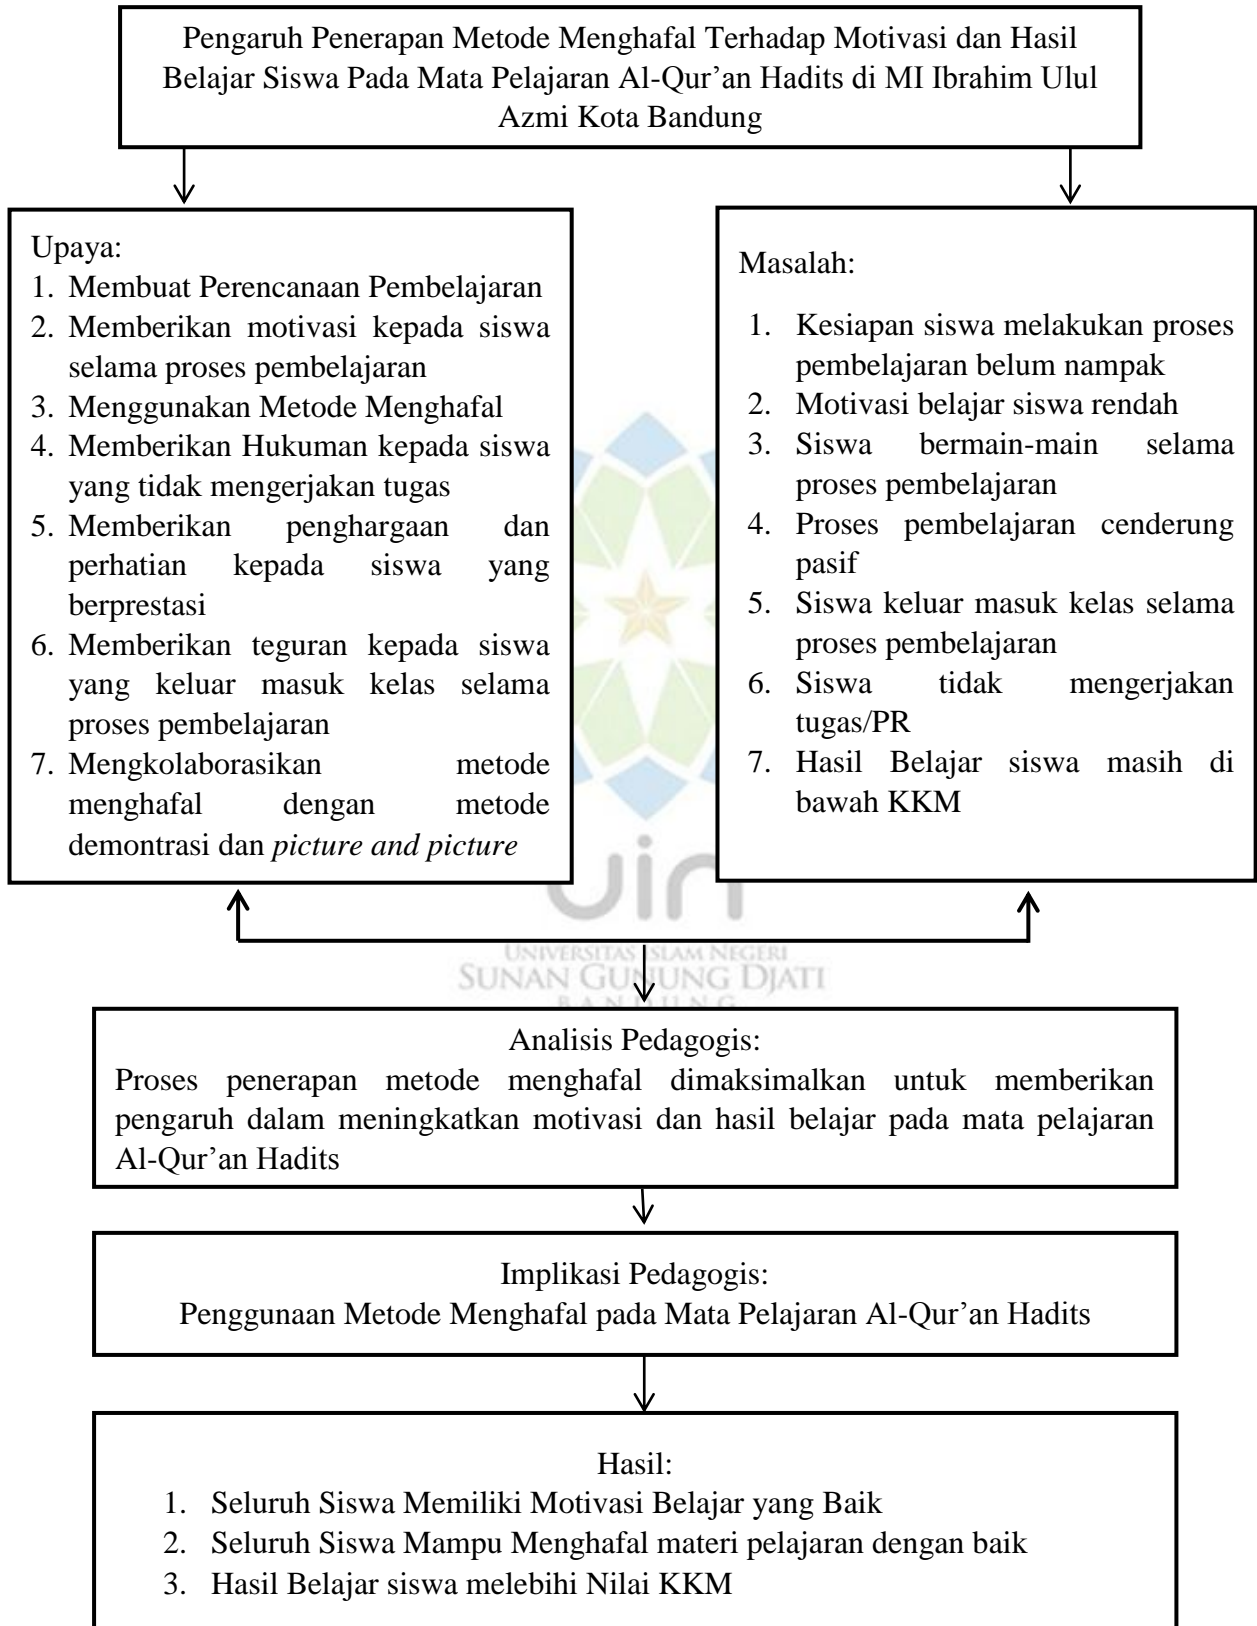 Pengaruh Penerapan Metode Menghafal Terhadap Motivasi dan Hasil
Belajar Siswa Pada Mata Pelajaran Al-Qur’an Hadits di MI Ibrahim Ulul
Azmi Kota Bandung
Upaya:
1. Membuat Perencanaan Pembelajaran
2. Memberikan motivasi kepada siswa
selama proses pembelajaran
3. Menggunakan Metode Menghafal
4. Memberikan Hukuman kepada siswa
yang tidak mengerjakan tugas
5. Memberikan penghargaan dan
perhatian kepada siswa yang
berprestasi
6. Memberikan teguran kepada siswa
yang keluar masuk kelas selama
proses pembelajaran
7. Mengkolaborasikan metode
menghafal dengan metode
demontrasi dan picture and picture
Masalah:
1. Kesiapan siswa melakukan proses
pembelajaran belum nampak
2. Motivasi belajar siswa rendah
3. Siswa bermain-main selama
proses pembelajaran
4. Proses pembelajaran cenderung
pasif
5. Siswa keluar masuk kelas selama
proses pembelajaran
6. Siswa tidak mengerjakan
tugas/PR
7. Hasil Belajar siswa masih di
bawah KKM
uin
UNIVERSITAS ISLAM NEGERI
SUNAN GUNUNG DJATI
BANDUNG
Analisis Pedagogis:
Proses penerapan metode menghafal dimaksimalkan untuk memberikan
pengaruh dalam meningkatkan motivasi dan hasil belajar pada mata pelajaran
Al-Qur’an Hadits
Implikasi Pedagogis:
Penggunaan Metode Menghafal pada Mata Pelajaran Al-Qur’an Hadits
Hasil:
1. Seluruh Siswa Memiliki Motivasi Belajar yang Baik
2. Seluruh Siswa Mampu Menghafal materi pelajaran dengan baik
3. Hasil Belajar siswa melebihi Nilai KKM